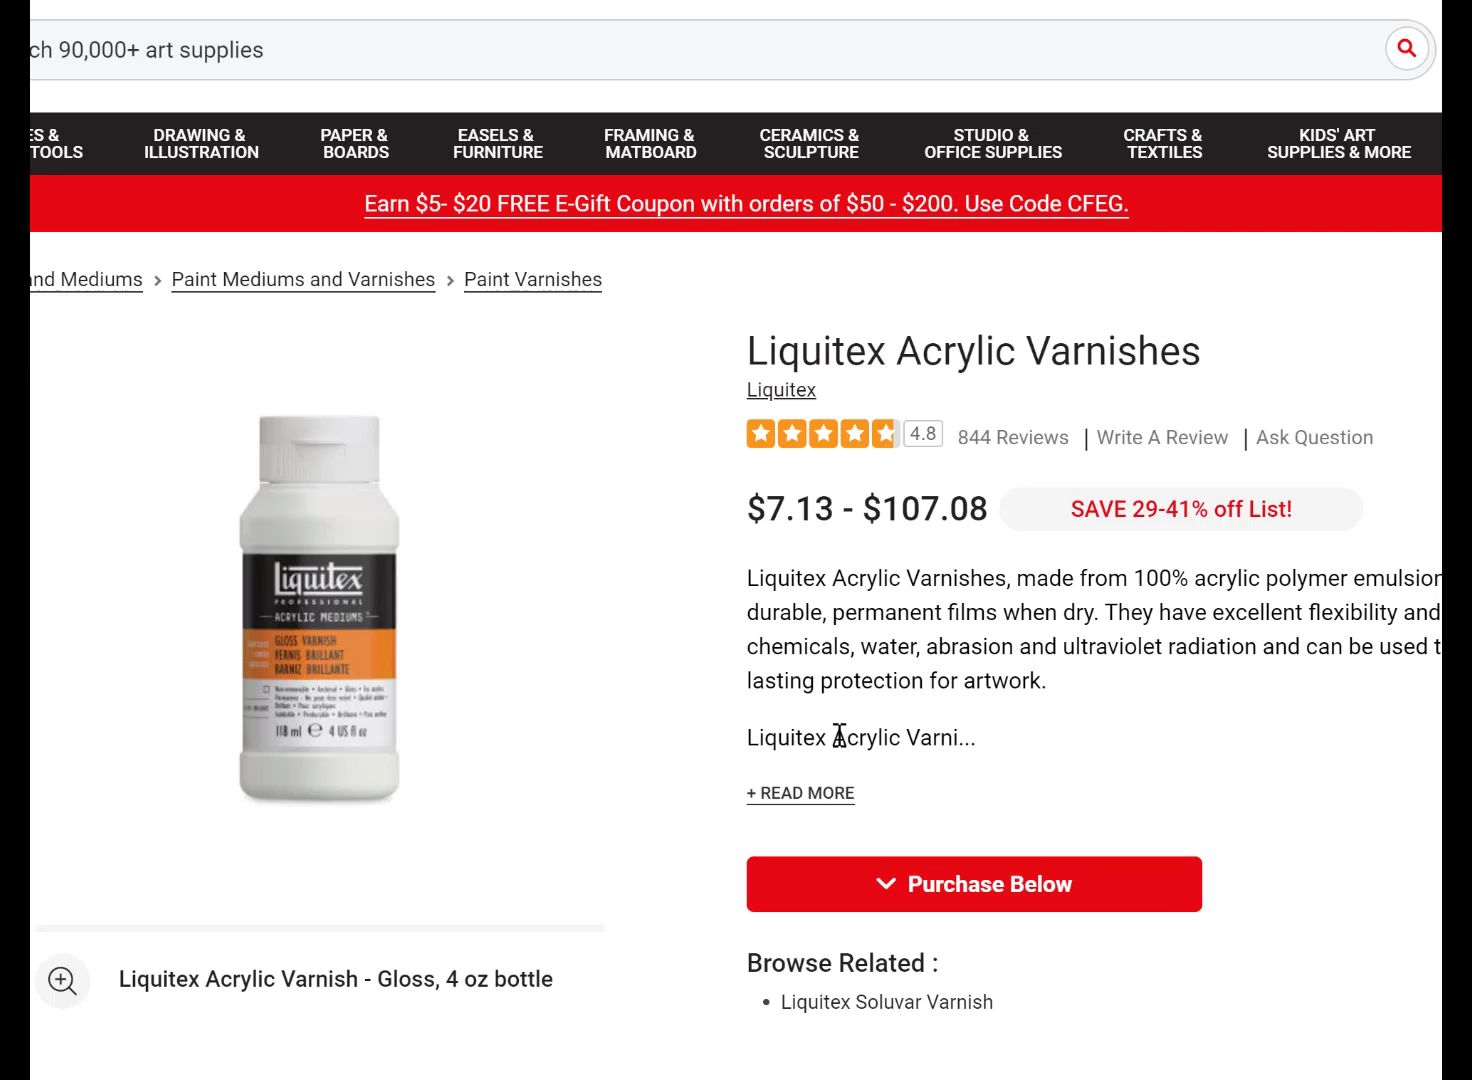 ch 90,000+ art supplies
ES & TOOLS
DRAWING & ILLUSTRATION
PAPER & BOARDS
EASELS & FURNITURE
FRAMING & MATBOARD
CERAMICS & SCULPTURE
STUDIO & OFFICE SUPPLIES
CRAFTS & TEXTILES
KIDS' ART SUPPLIES & MORE
Earn $5- $20 FREE E-Gift Coupon with orders of $50 - $200. Use Code CFEG.
and Mediums › Paint Mediums and Varnishes › Paint Varnishes
Liquitex Acrylic Varnishes
Liquitex
4.8 844 Reviews | Write A Review | Ask Question
$7.13 - $107.08 SAVE 29-41% off List!
Liquitex Acrylic Varnishes, made from 100% acrylic polymer emulsion
durable, permanent films when dry. They have excellent flexibility and
chemicals, water, abrasion and ultraviolet radiation and can be used t
lasting protection for artwork.
Liquitex Acrylic Varni...
+ READ MORE
Purchase Below
Browse Related :
• Liquitex Soluvar Varnish
Liquitex
PROFESSIONAL
ACRYLIC MEDIUMS
GLOSS VARNISH
VERNIS BRILLANT
BARNIZ BRILLANTE
118 ml ℮ 4 US fl oz
Liquitex Acrylic Varnish - Gloss, 4 oz bottle